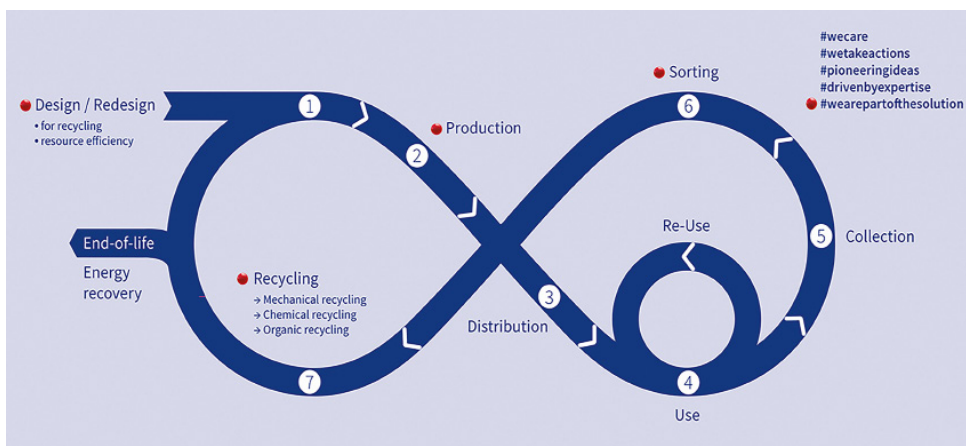 #wecare
#wetakeactions
#pioneeringideas
#drivenbyexpertise
#wearepartofthesolution
Design / Redesign
• for recycling
• resource efficiency
1
Production
2
Sorting
6
End-of-life
Energy
recovery
Recycling
→ Mechanical recycling
→ Chemical recycling
→ Organic recycling
7
3
Distribution
Re-Use
4
Use
5
Collection